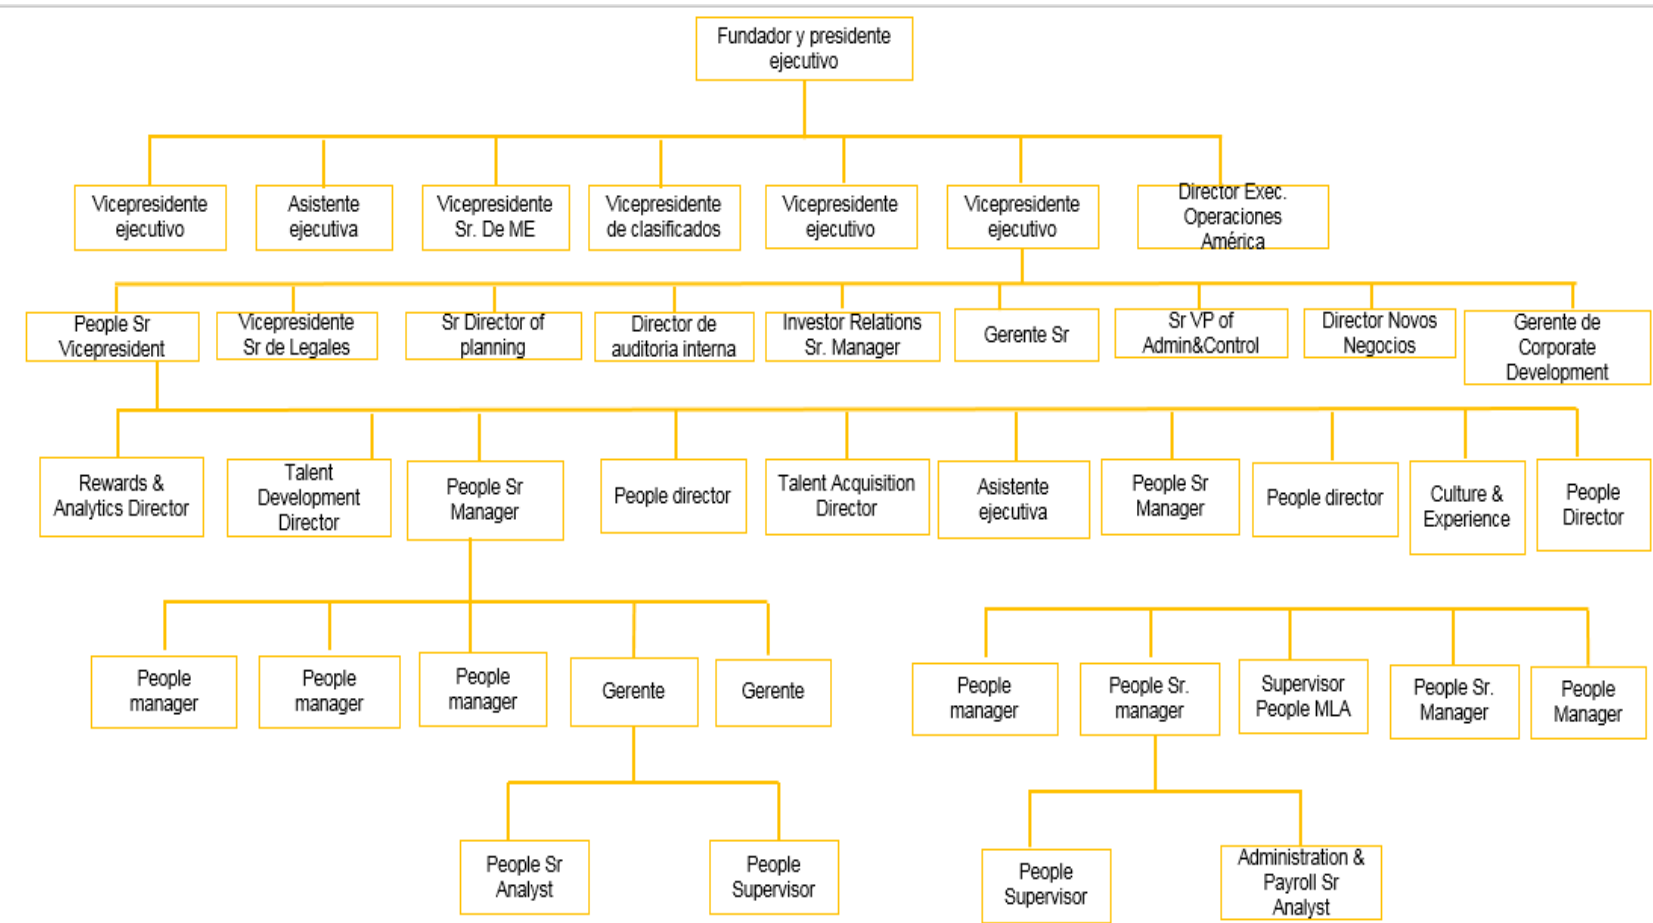 Fundador y presidente
ejecutivo
Vicepresidente
ejecutivo
Asistente
ejecutiva
Vicepresidente
Sr. De ME
Vicepresidente
de clasificados
Vicepresidente
ejecutivo
Vicepresidente
ejecutivo
Director Exec.
Operaciones
América
People Sr
Vicepresident
Vicepresidente
Sr de Legales
Sr Director of
planning
Director de
auditoria interna
Investor Relations
Sr. Manager
Gerente Sr
Sr VP of
Admin&Control
Director Novos
Negocios
Gerente de
Corporate
Development
Rewards &
Analytics Director
Talent
Development
Director
People Sr
Manager
People director
Talent Acquisition
Director
Asistente
ejecutiva
People Sr
Manager
People director
Culture &
Experience
People
Director
People
manager
People
manager
People
manager
Gerente
Gerente
People
manager
People Sr.
manager
Supervisor
People MLA
People Sr.
Manager
People
Manager
People Sr
Analyst
People
Supervisor
People
Supervisor
Administration &
Payroll Sr
Analyst